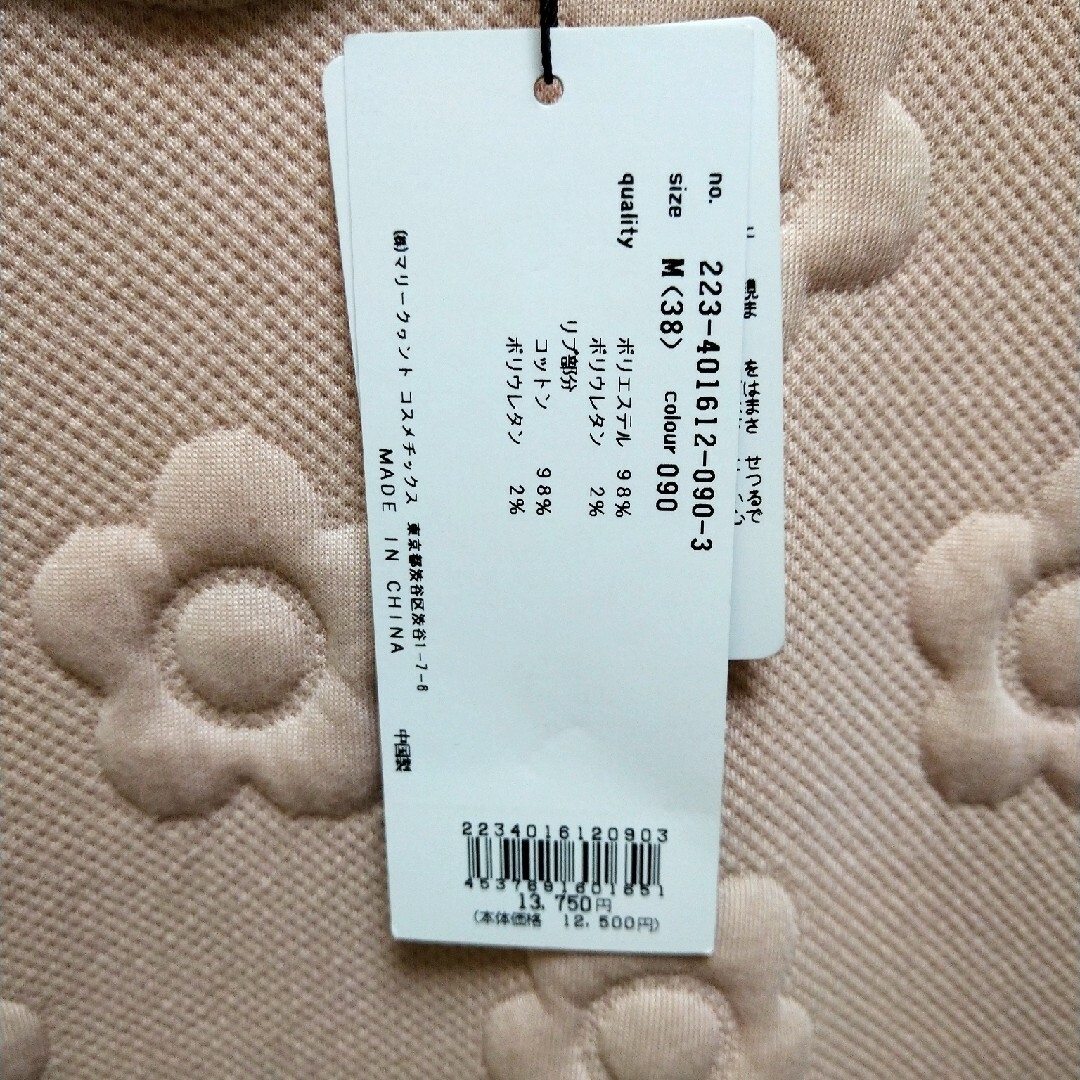 no. 223-401612-090-3
size M(38) colour 090
quality
ポリエステル 98%
ポリウレタン 2%
リブ部分
コットン 98%
ポリウレタン 2%
(株)マリークヮント コスメチックス 東京都渋谷区渋谷1-7-8
MADE IN CHINA 中国製
2234016120903
4537891601651
13,750円
(本体価格 12,500円)